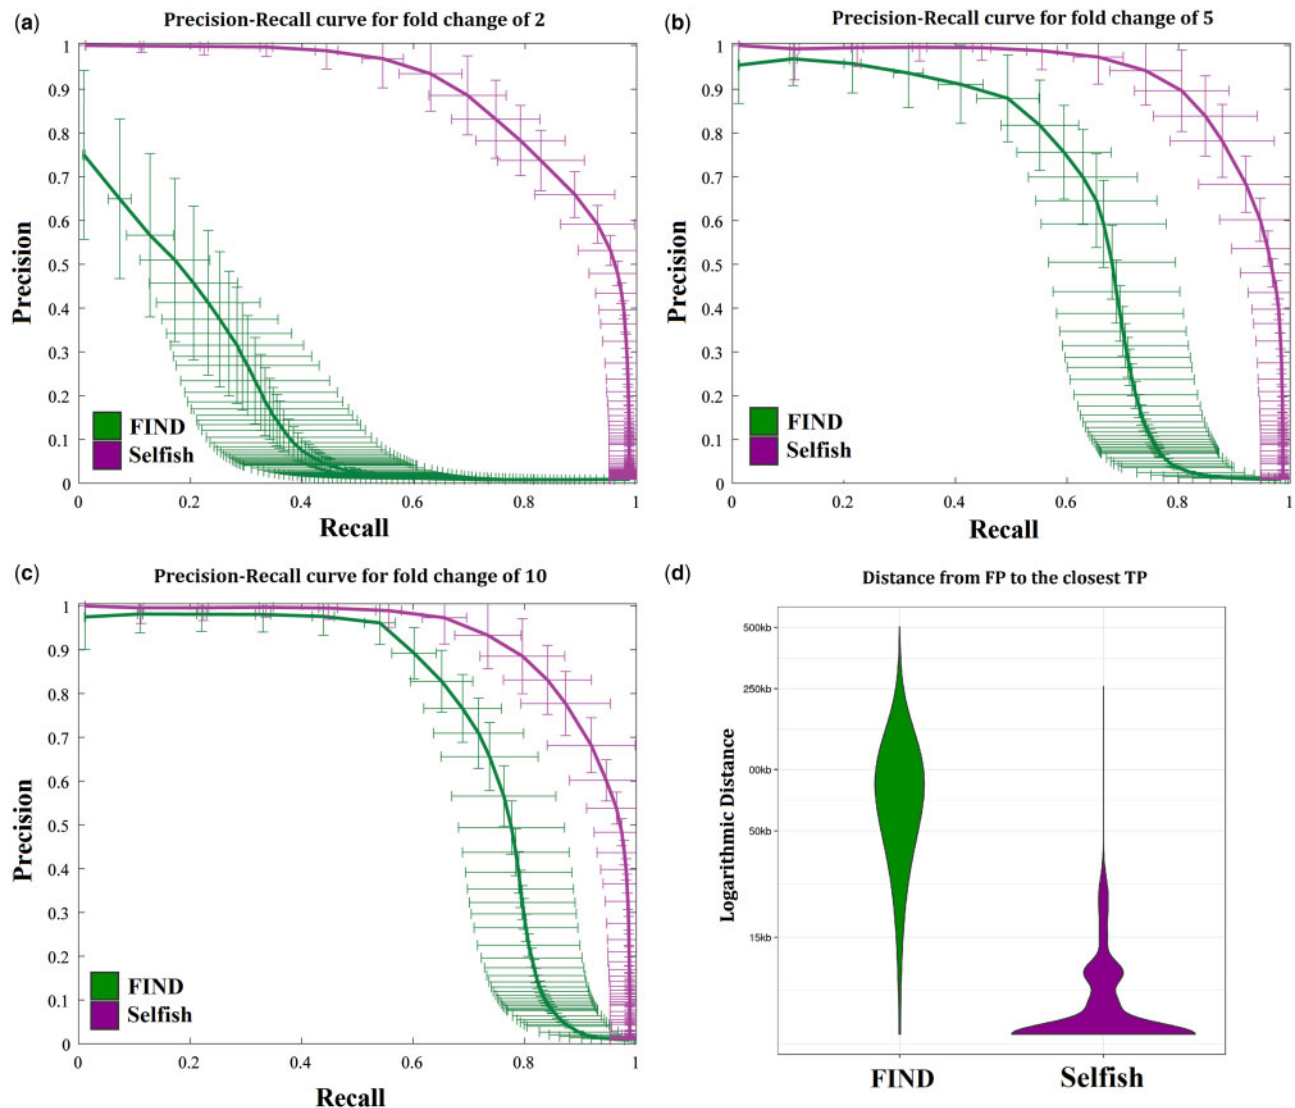 (a) Precision-Recall curve for fold change of 2
1
0.9
0.8
0.7
0.6
0.5
0.4
0.3
0.2
0.1
0
Precision
FIND
Selfish
0 0.2 0.4 0.6 0.8 1
Recall
(b) Precision-Recall curve for fold change of 5
1
0.9
0.8
0.7
0.6
0.5
0.4
0.3
0.2
0.1
0
Precision
FIND
Selfish
0 0.2 0.4 0.6 0.8 1
Recall
(c) Precision-Recall curve for fold change of 10
1
0.9
0.8
0.7
0.6
0.5
0.4
0.3
0.2
0.1
0
Precision
FIND
Selfish
0 0.2 0.4 0.6 0.8 1
Recall
(d) Distance from FP to the closest TP
500kb
250kb
00kb
50kb
15kb
Logarithmic Distance
FIND Selfish